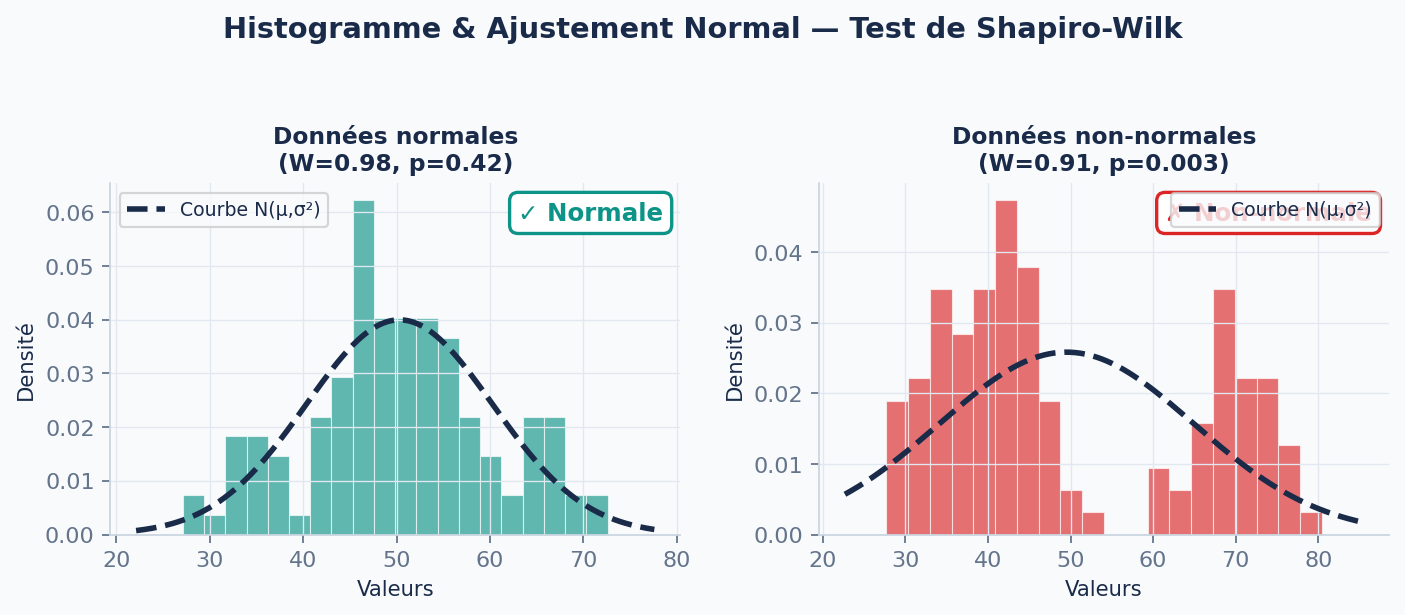 Histogramme & Ajustement Normal — Test de Shapiro-Wilk
Données normales
(W=0.98, p=0.42)
Courbe N(μ,σ²)
✓ Normale
Densité
0.06
0.05
0.04
0.03
0.02
0.01
0.00
20 30 40 50 60 70 80
Valeurs
Données non-normales
(W=0.91, p=0.003)
✗ Non-normale
Courbe N(μ,σ²)
Densité
0.04
0.03
0.02
0.01
0.00
20 30 40 50 60 70 80
Valeurs